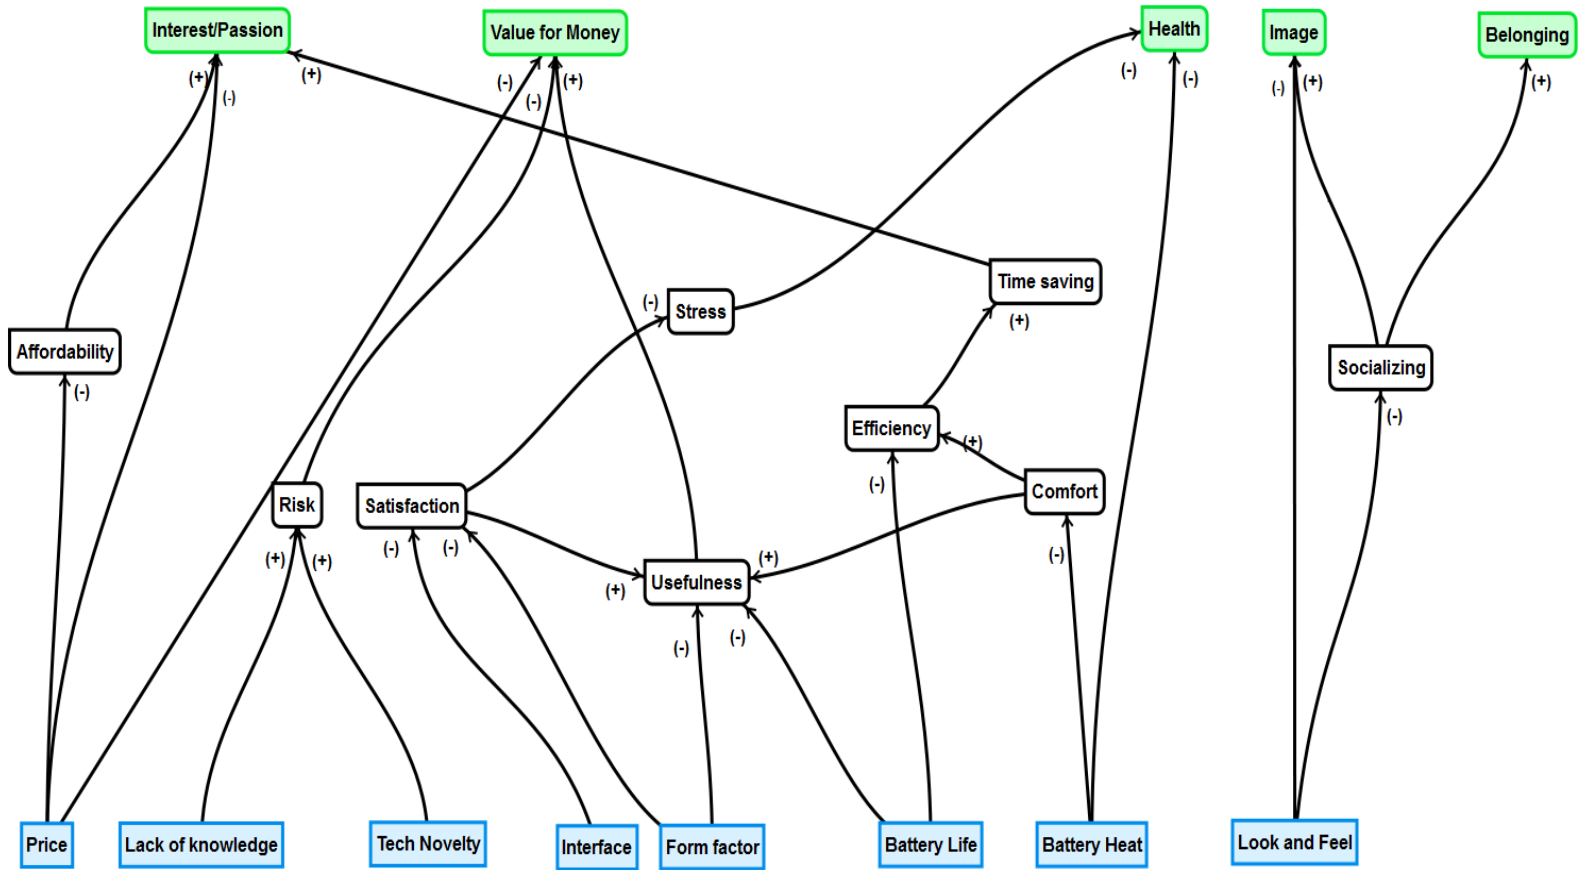 Interest/Passion
Value for Money
Health
Image
Belonging
(+)
(-)
(+)
(-)
(-)
(+)
(-)
(-)
(-)
(+)
(+)
Time saving
(+)
Stress
(-)
Affordability
(-)
Socializing
(-)
Efficiency
(-)
(+)
Comfort
(-)
Risk
(+)
(+)
Satisfaction
(-)
(-)
Usefulness
(+)
(+)
(-)
(-)
Price
Lack of knowledge
Tech Novelty
Interface
Form factor
Battery Life
Battery Heat
Look and Feel